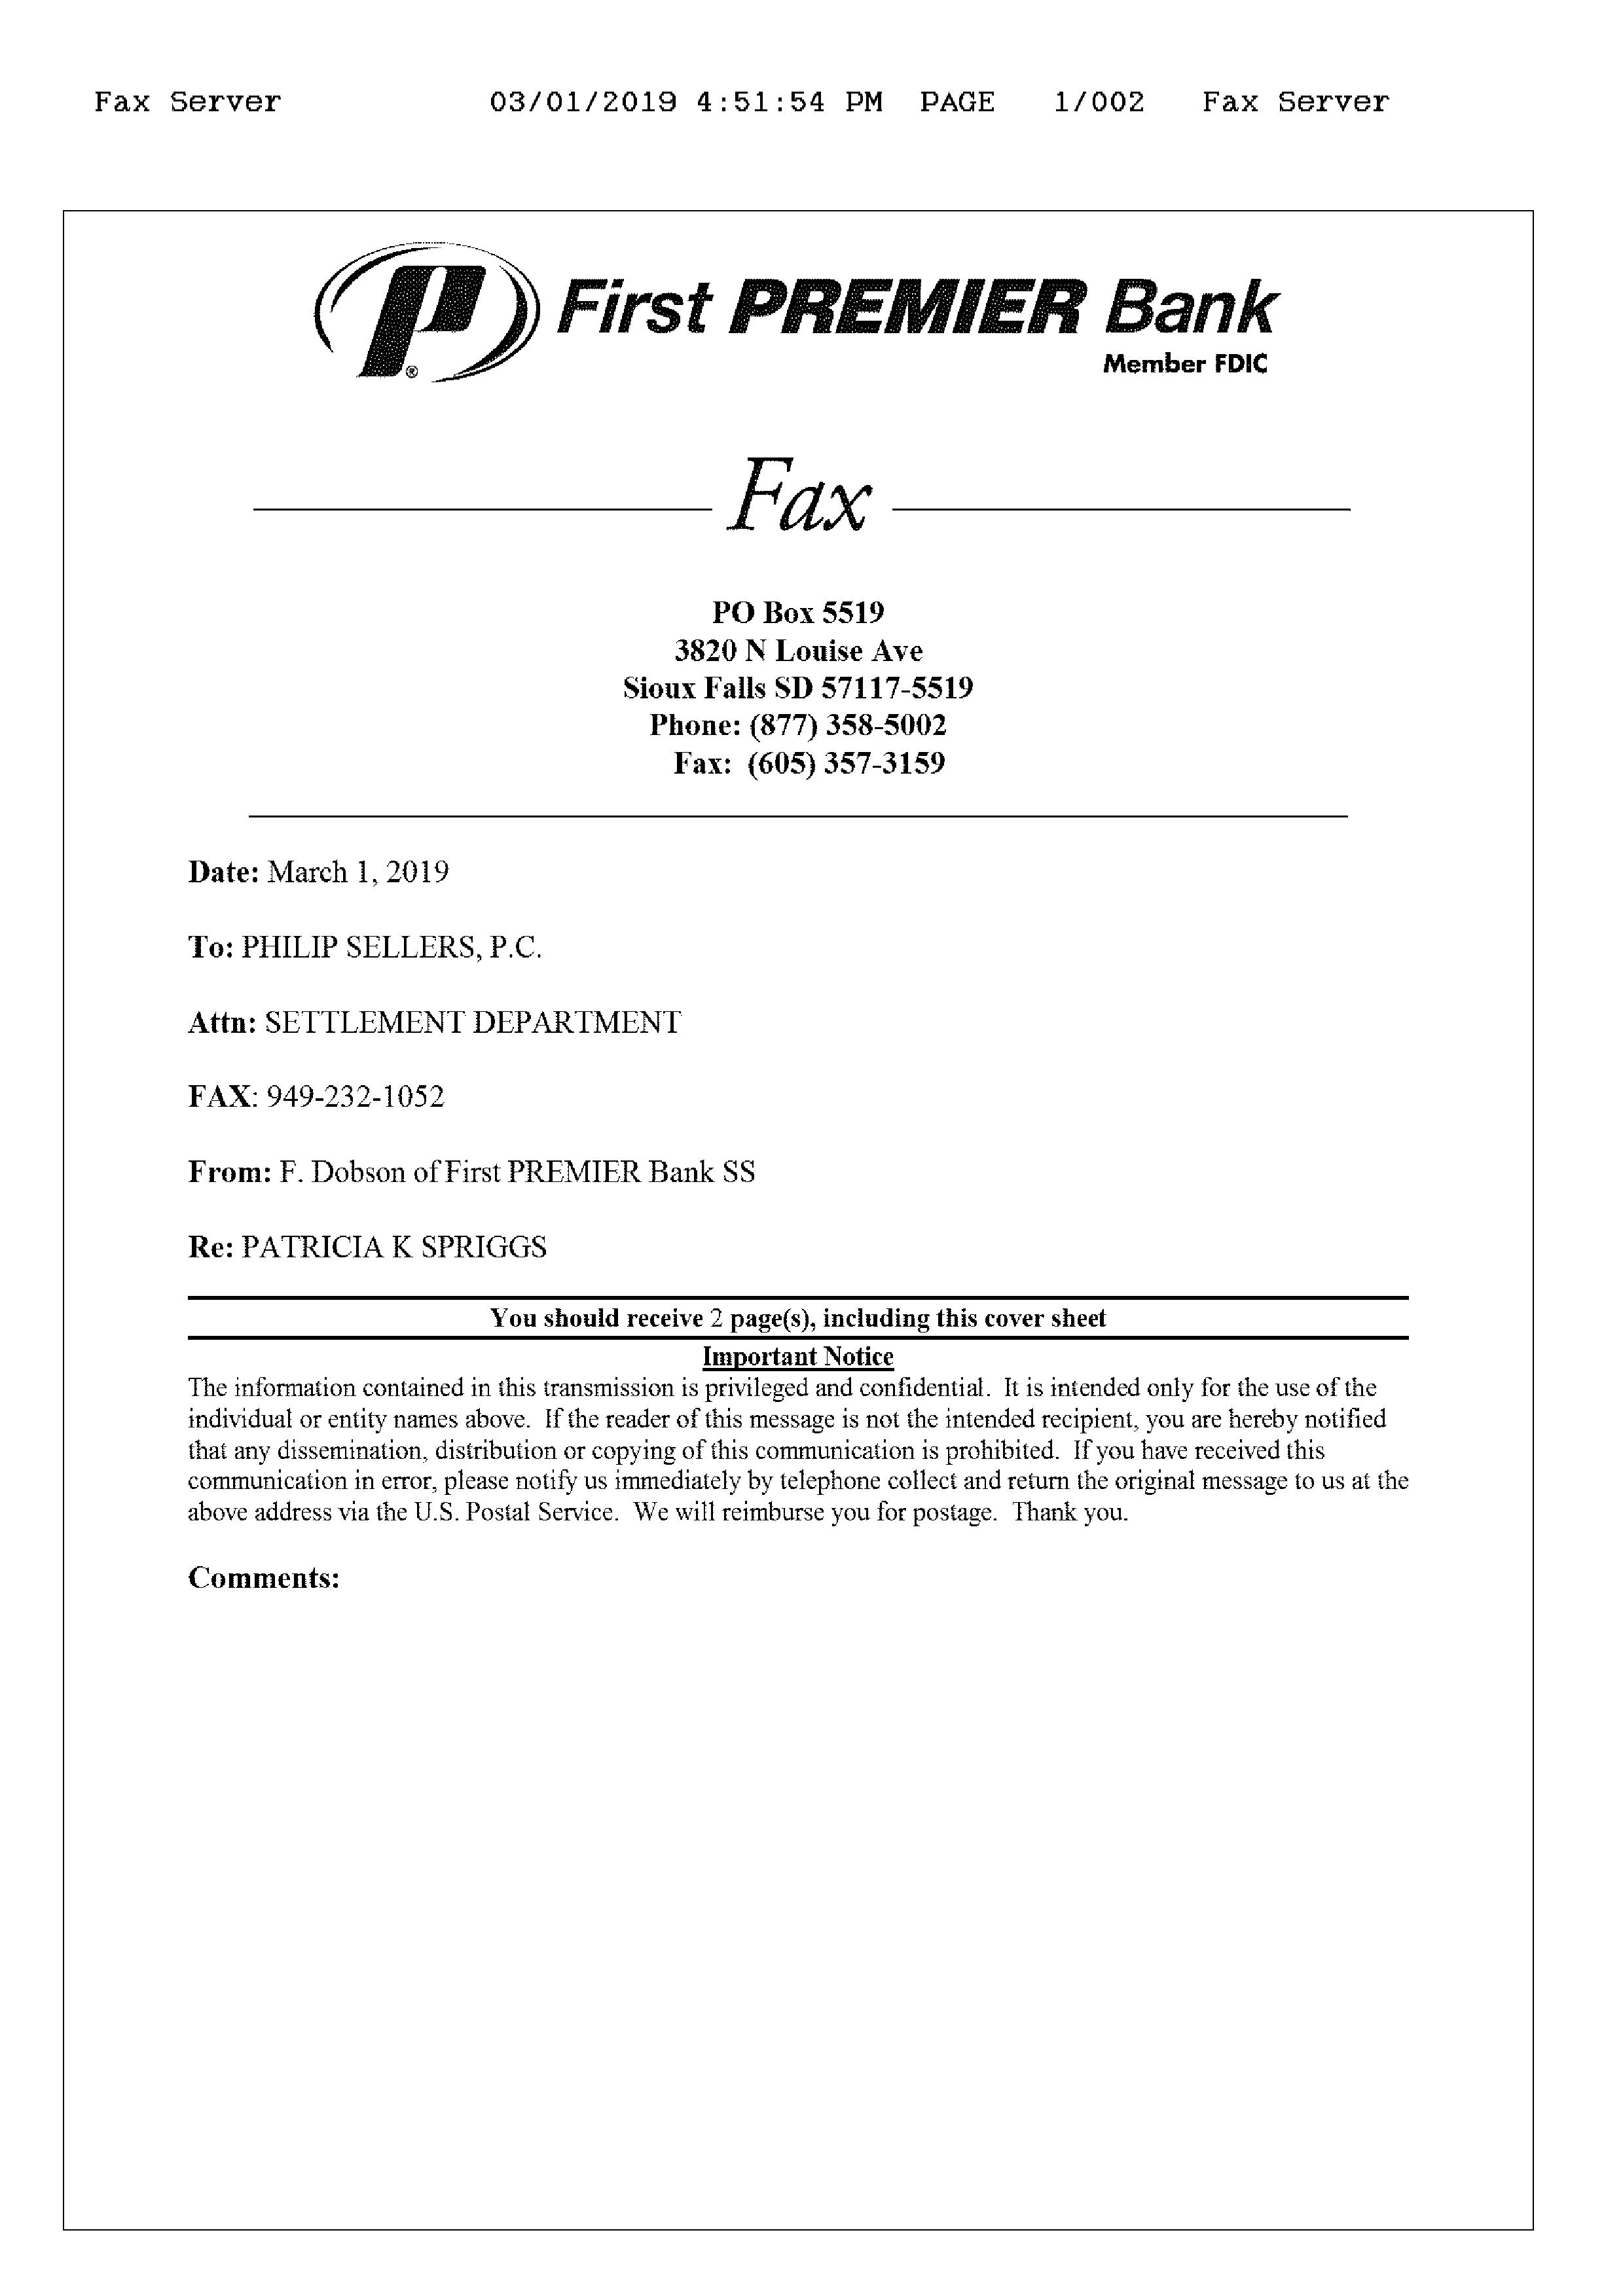 Fax Server 03/01/2019 4:51:54 PM PAGE 1/002 Fax Server
P® First PREMIER Bank
Member FDIC
Fax
PO Box 5519
3820 N Louise Ave
Sioux Falls SD 57117-5519
Phone: (877) 358-5002
Fax: (605) 357-3159
Date: March 1, 2019
To: PHILIP SELLERS, P.C.
Attn: SETTLEMENT DEPARTMENT
FAX: 949-232-1052
From: F. Dobson of First PREMIER Bank SS
Re: PATRICIA K SPRIGGS
You should receive 2 page(s), including this cover sheet
Important Notice
The information contained in this transmission is privileged and confidential. It is intended only for the use of the
individual or entity names above. If the reader of this message is not the intended recipient, you are hereby notified
that any dissemination, distribution or copying of this communication is prohibited. If you have received this
communication in error, please notify us immediately by telephone collect and return the original message to us at the
above address via the U.S. Postal Service. We will reimburse you for postage. Thank you.
Comments: